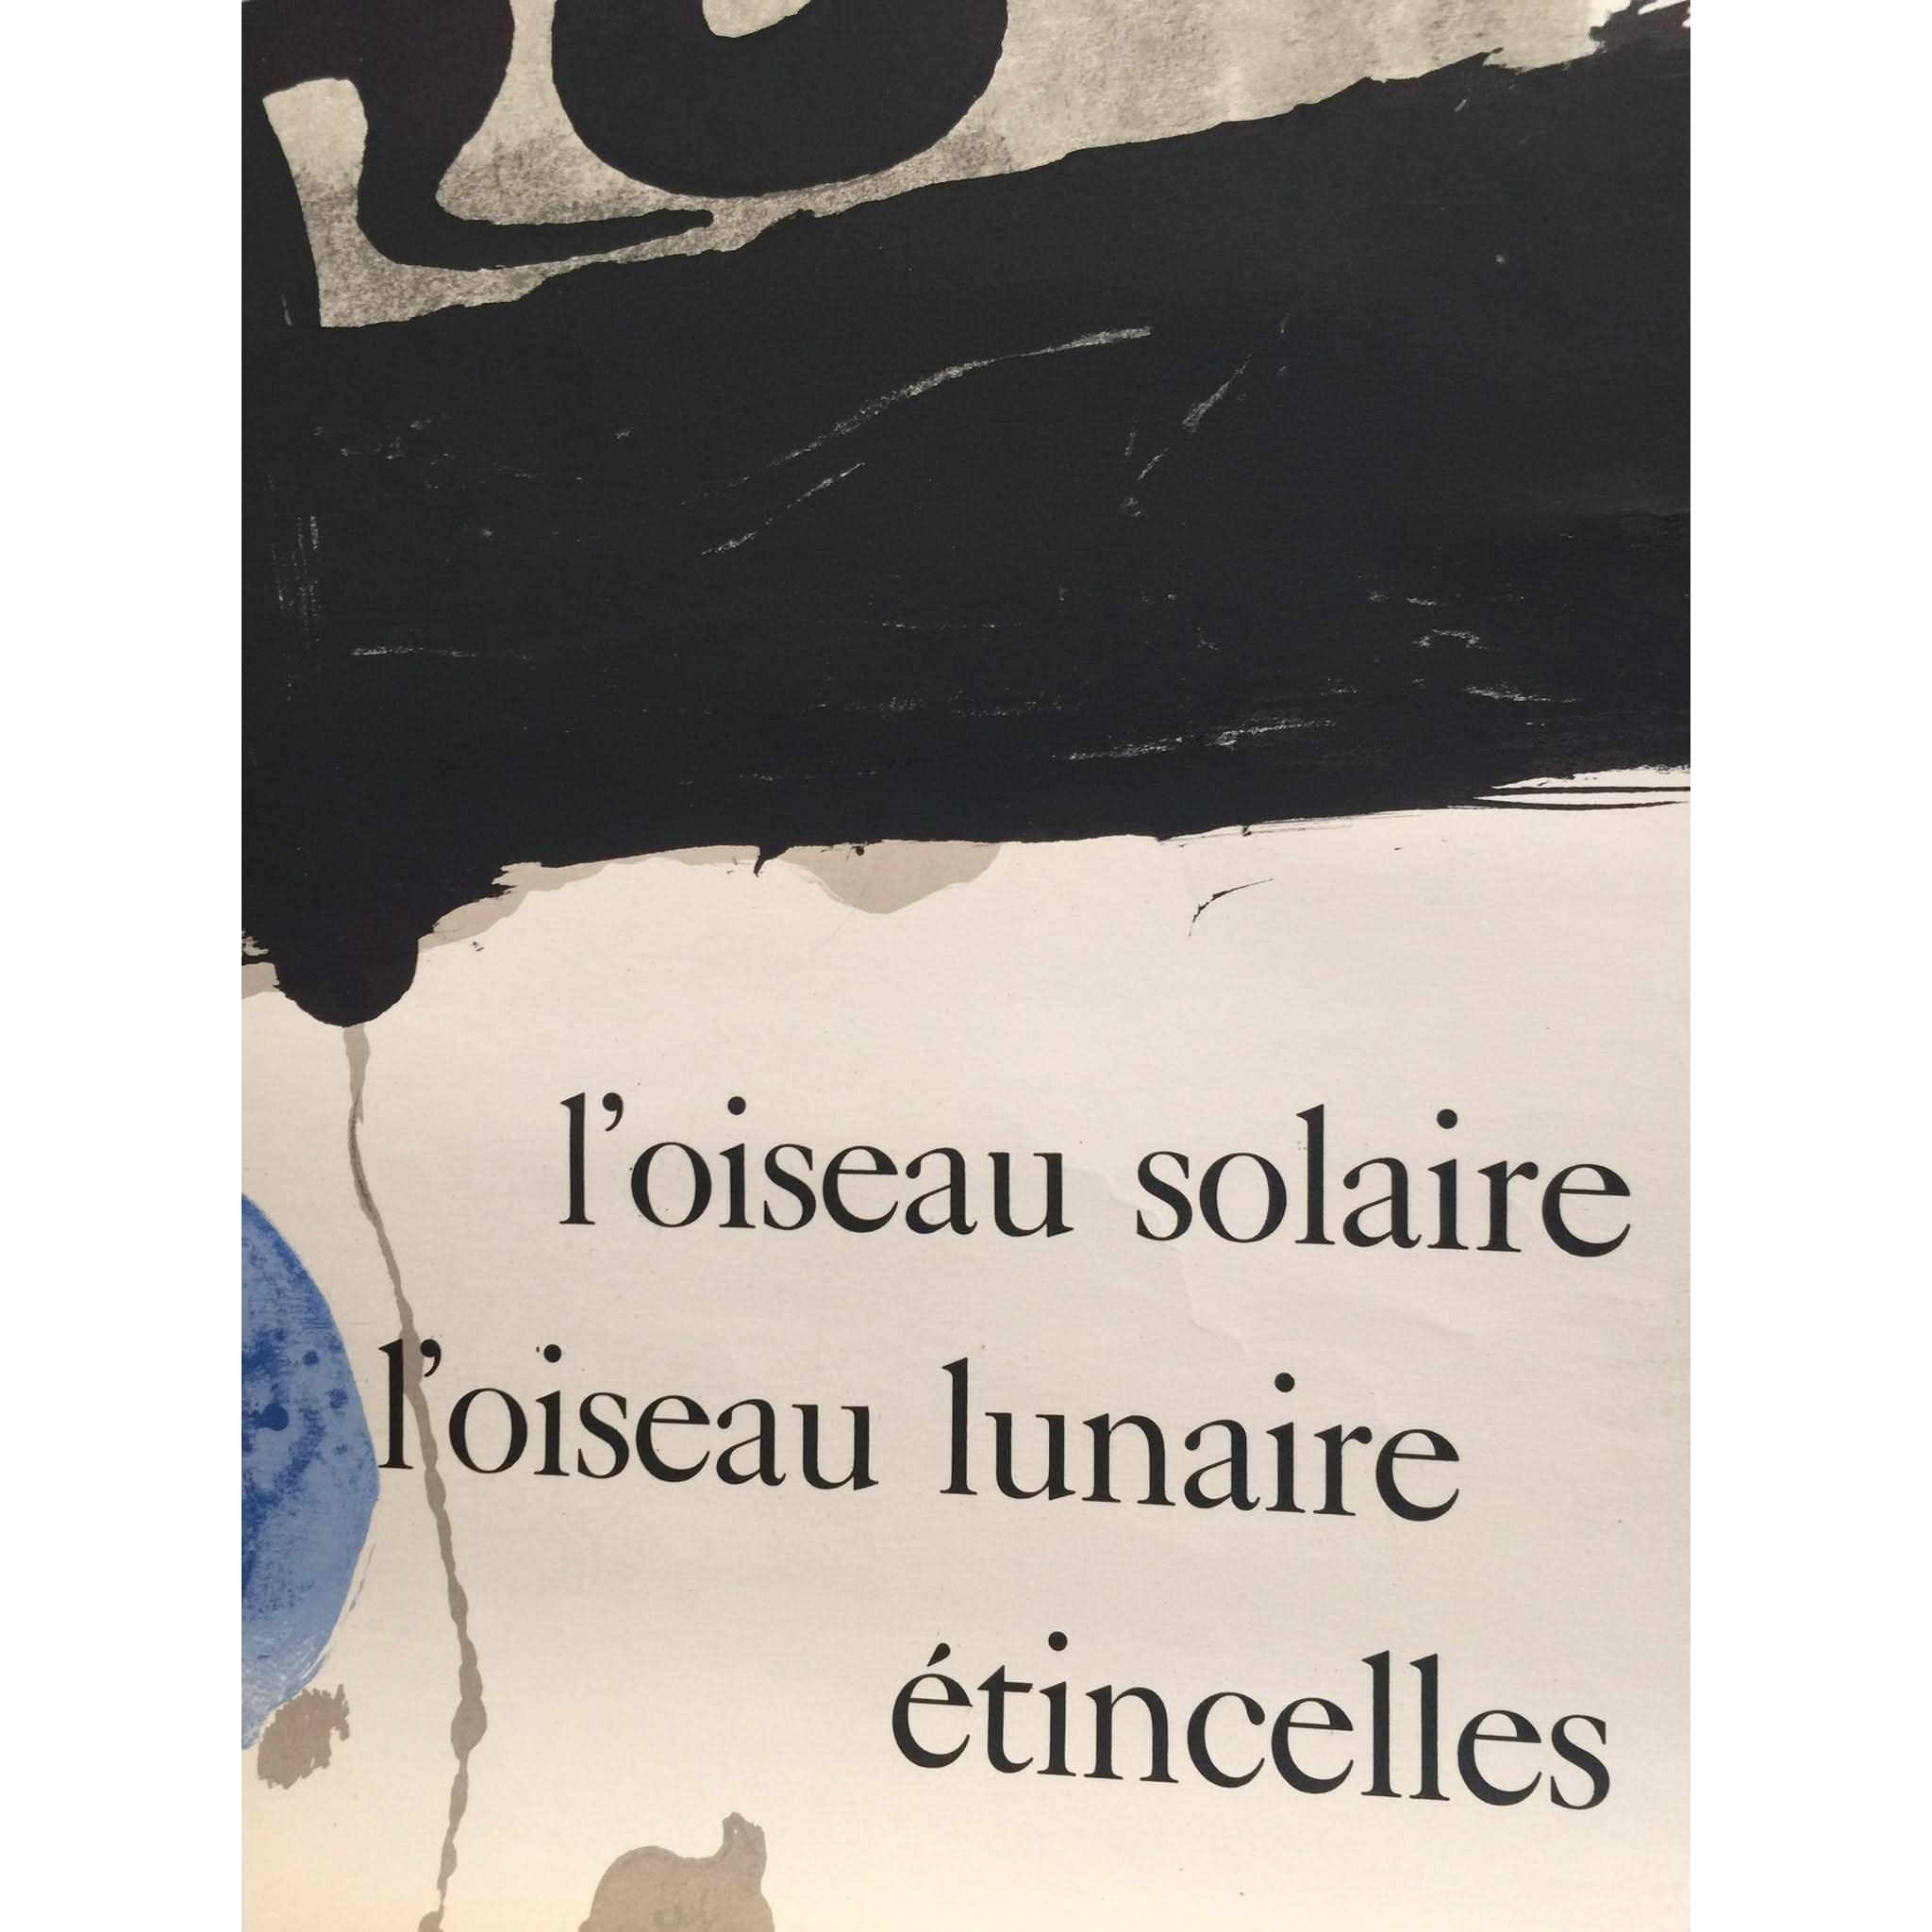 l’oiseau solaire
l’oiseau lunaire
étincelles